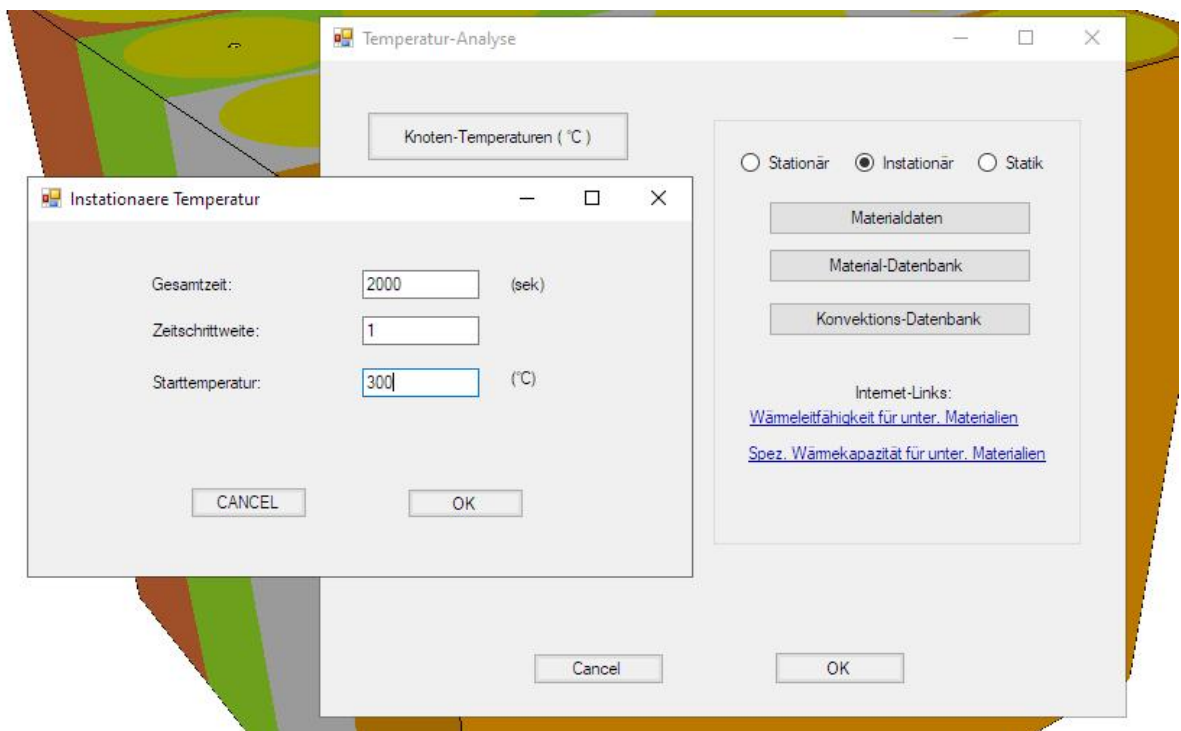 Temperatur-Analyse
Knoten-Temperaturen ( °C )
Stationär Instationär Statik
Materialdaten
Material-Datenbank
Konvektions-Datenbank
Internet-Links:
Wärmeleitfähigkeit für unter. Materialien
Spez. Wärmekapazität für unter. Materialien
Cancel OK
Instationaere Temperatur
Gesamtzeit: 2000 (sek)
Zeitschrittweite: 1
Starttemperatur: 300 (°C)
CANCEL OK